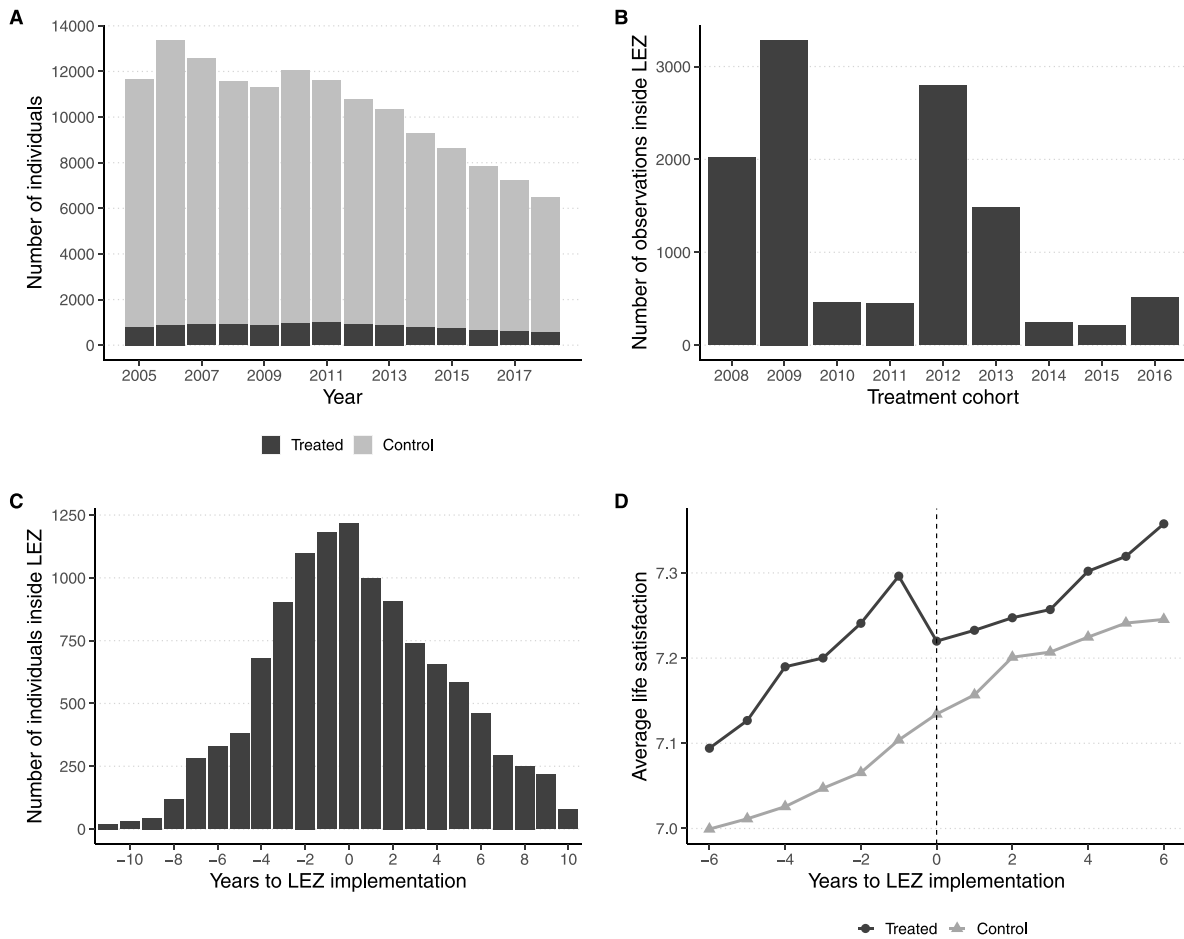 A
Number of individuals
14000
12000
10000
8000
6000
4000
2000
0
2005 2007 2009 2011 2013 2015 2017
Year
Treated Control
B
Number of observations inside LEZ
3000
2000
1000
0
2008 2009 2010 2011 2012 2013 2014 2015 2016
Treatment cohort
C
Number of individuals inside LEZ
1250
1000
750
500
250
0
−10 −8 −6 −4 −2 0 2 4 6 8 10
Years to LEZ implementation
D
Average life satisfaction
7.3
7.2
7.1
7.0
−6 −4 −2 0 2 4 6
Years to LEZ implementation
Treated Control